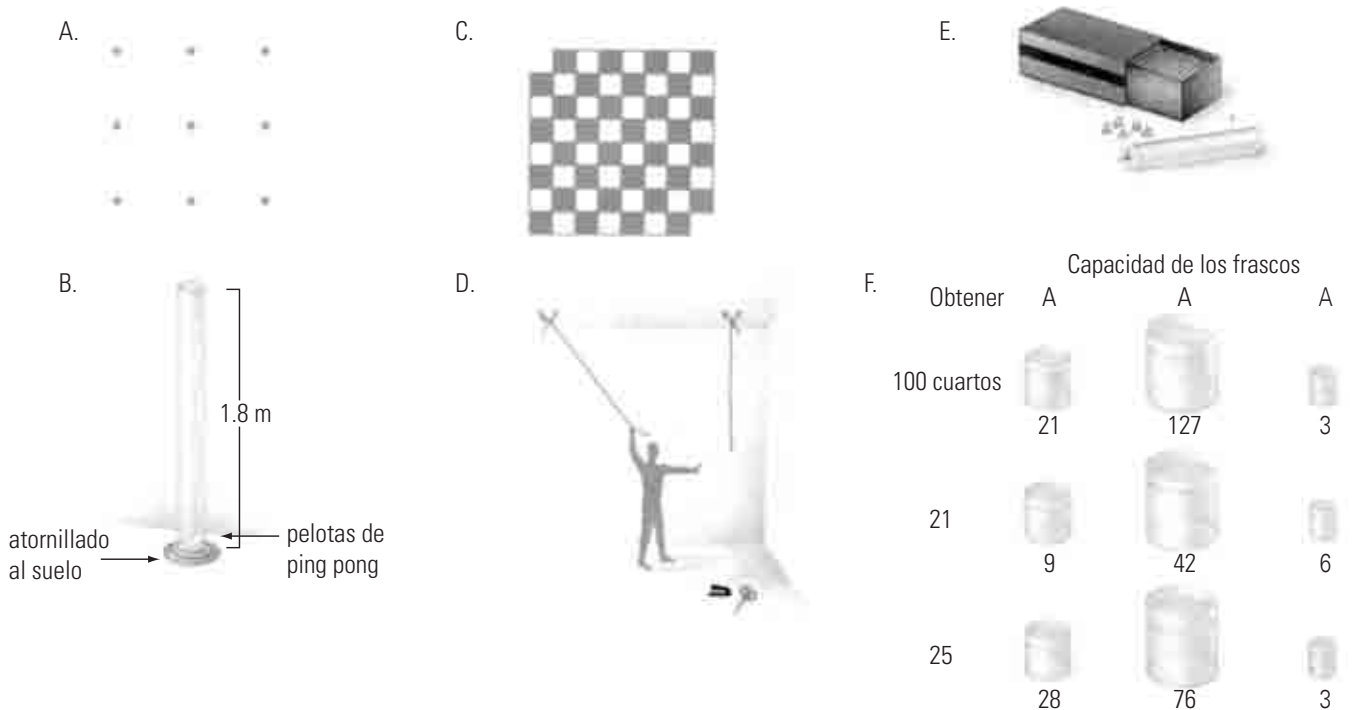 A.
C.
E.
B.
1.8 m
atornillado
al suelo
pelotas de
ping pong
D.
F.
Capacidad de los frascos
Obtener A A A
100 cuartos
21 127 3
21
9 42 6
25
28 76 3